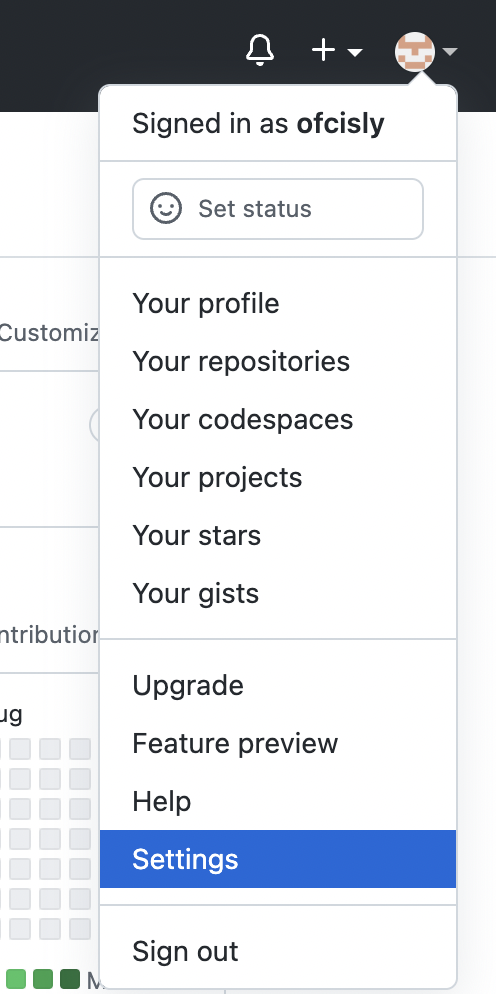 Signed in as ofcisly
Set status
Customiz
Your profile
Your repositories
Your codespaces
Your projects
Your stars
Your gists
ntribution
Upgrade
ug
Feature preview
Help
Settings
Sign out
M